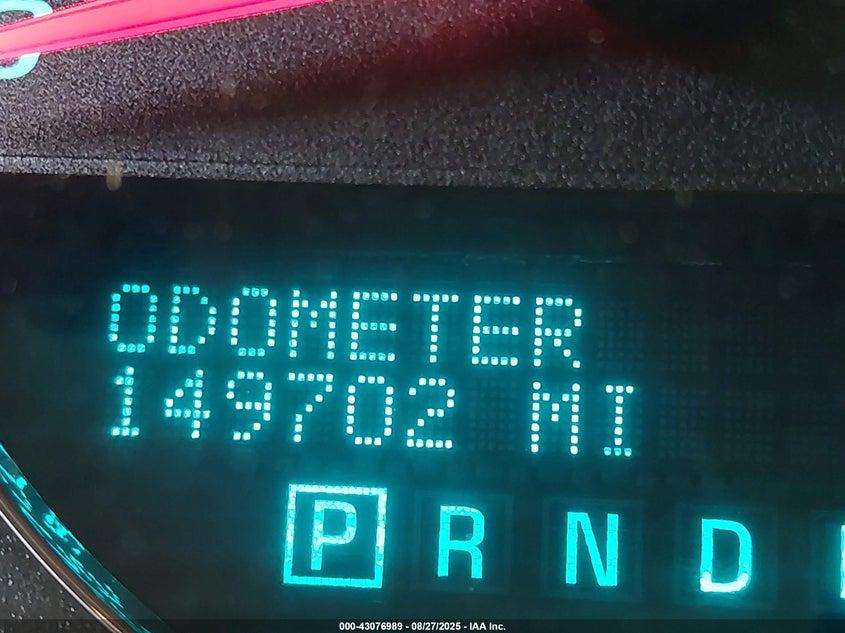 ODOMETER
149702 MI
P R N D
000-43076989 - 08/27/2025 - IAA Inc.